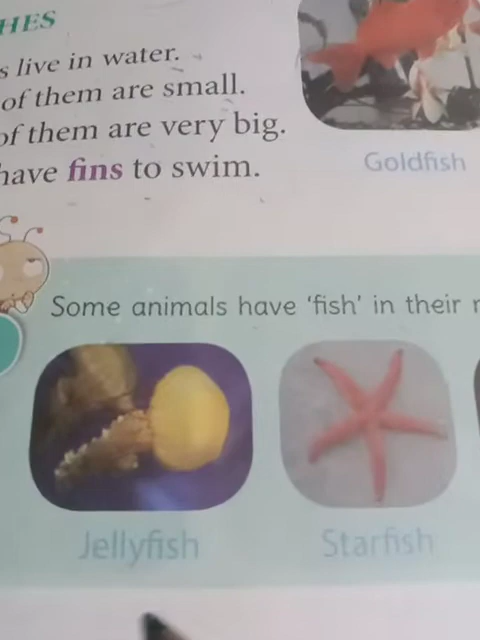 HES
s live in water.
of them are small.
of them are very big.
have fins to swim.
Goldfish
Some animals have 'fish' in their
Jellyfish
Starfish